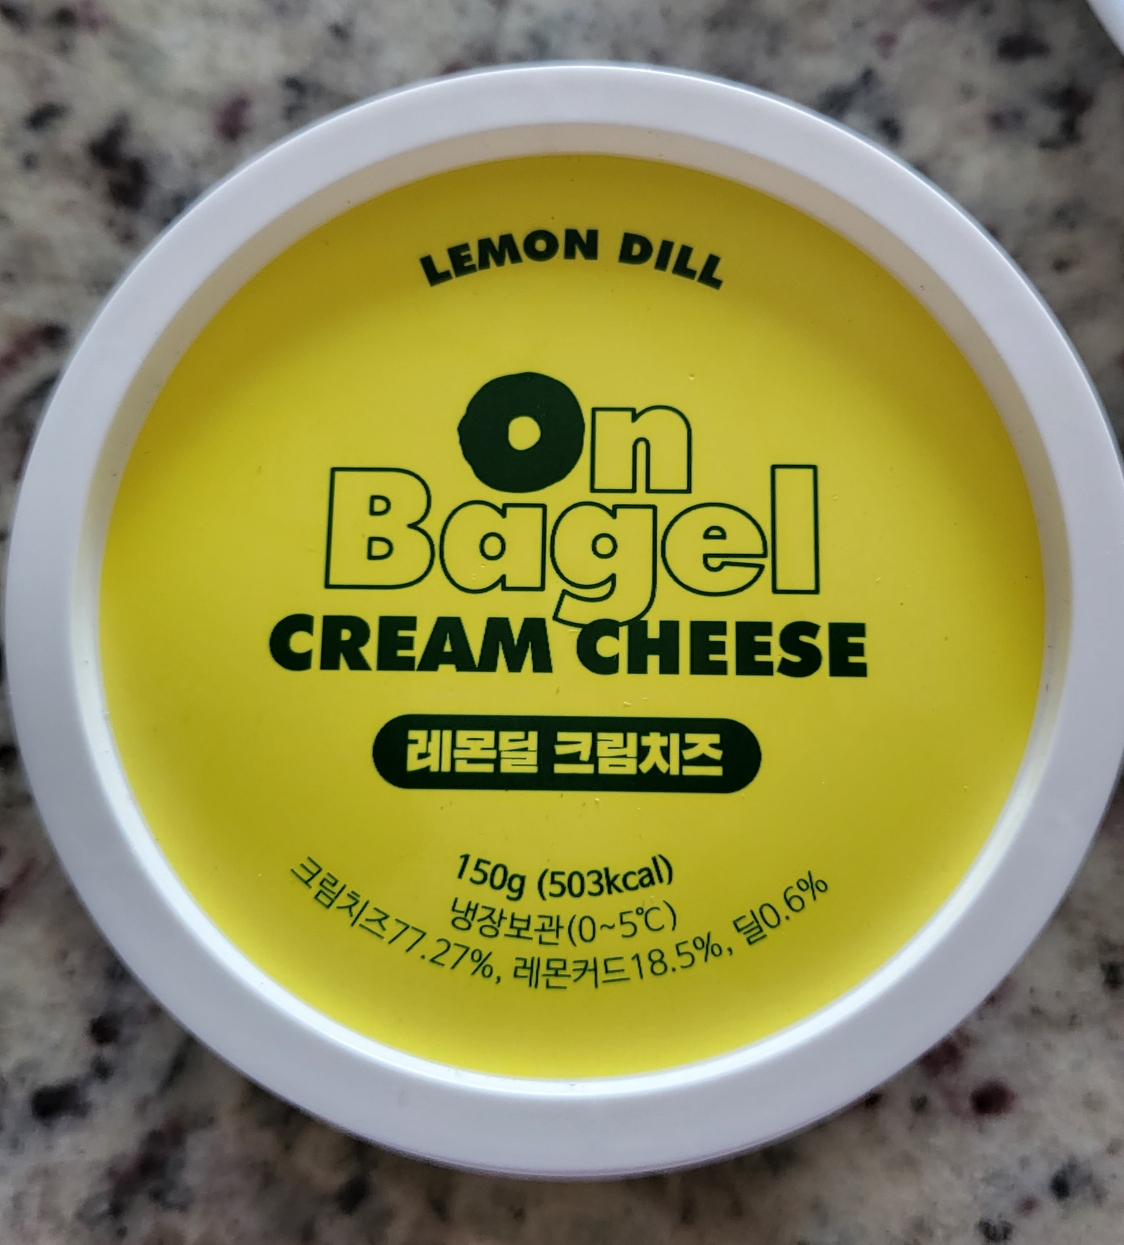 LEMON DILL
On
Bagel
CREAM CHEESE
레몬딜 크림치즈
150g (503kcal)
냉장보관(0~5℃)
크림치즈77.27%, 레몬커드18.5%, 딜0.6%